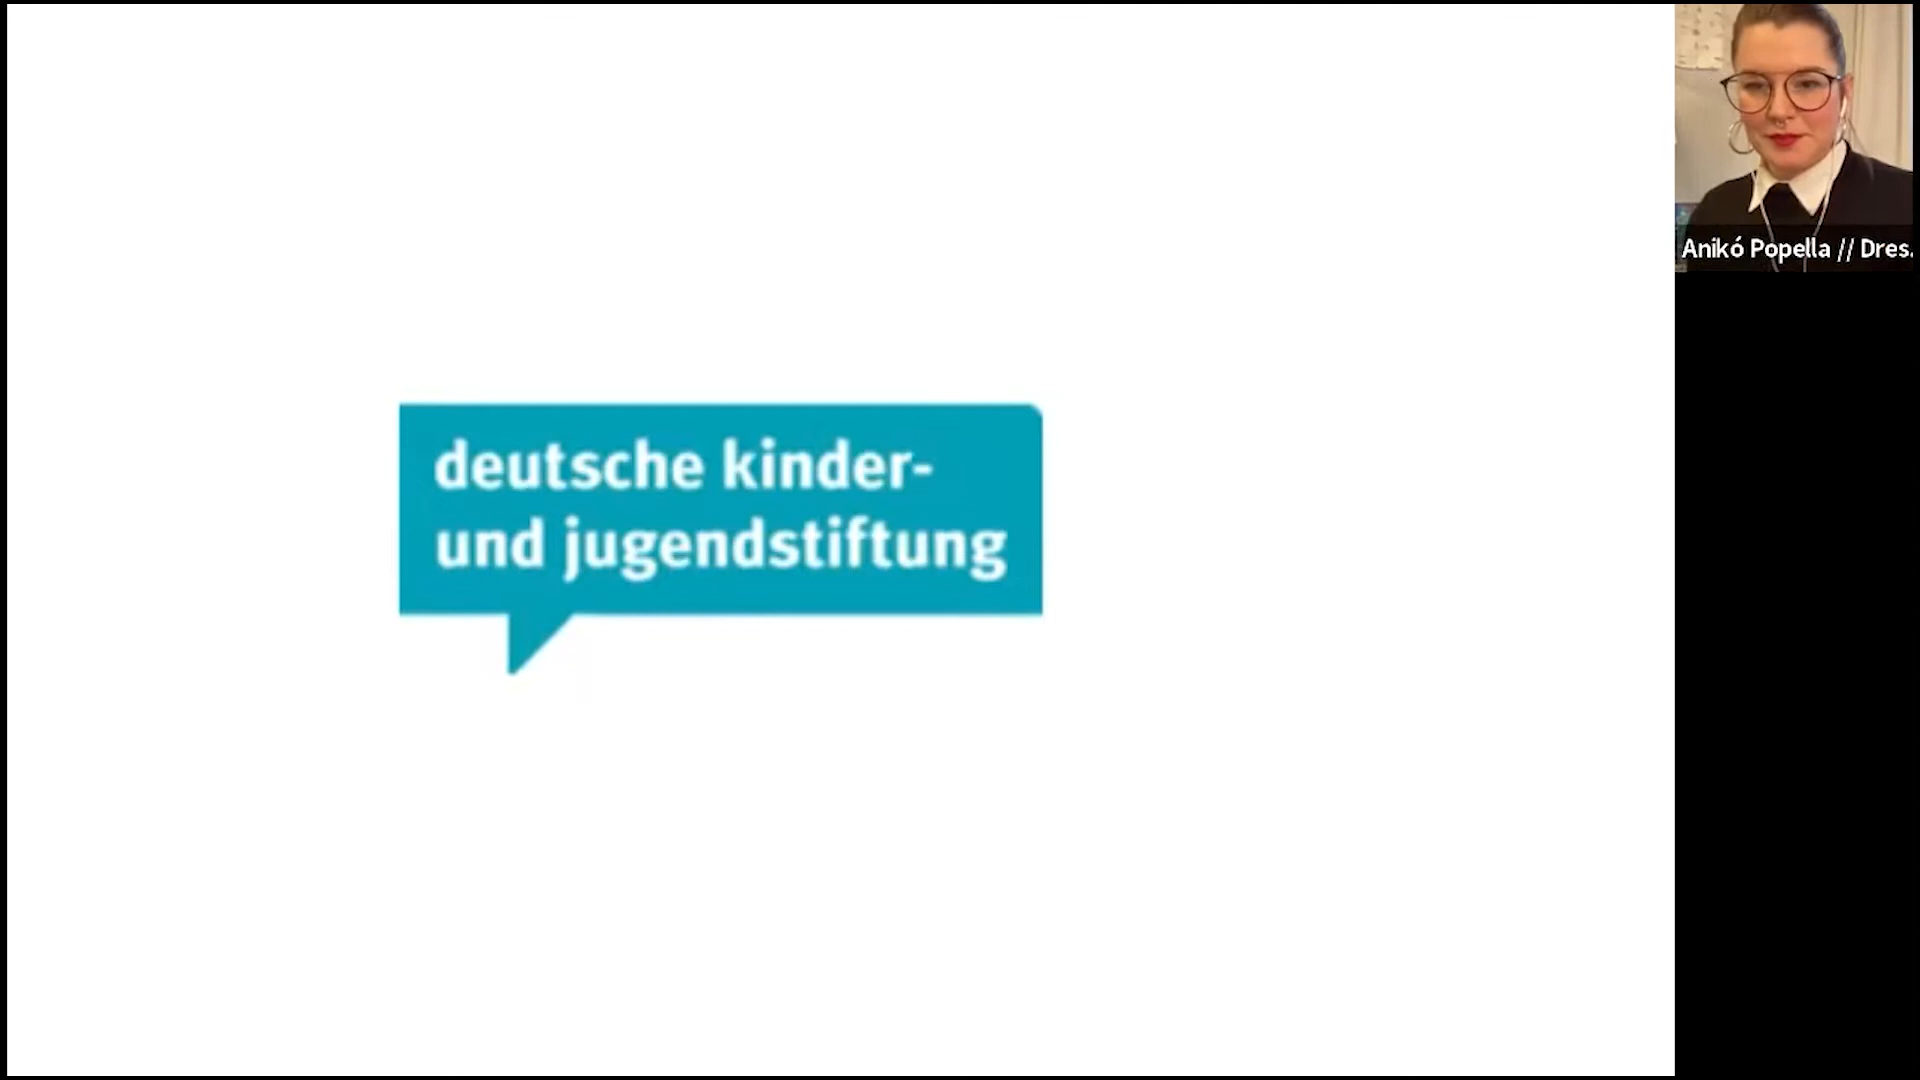 deutsche kinder-
und jugendstiftung
Anikó Popella // Dres.